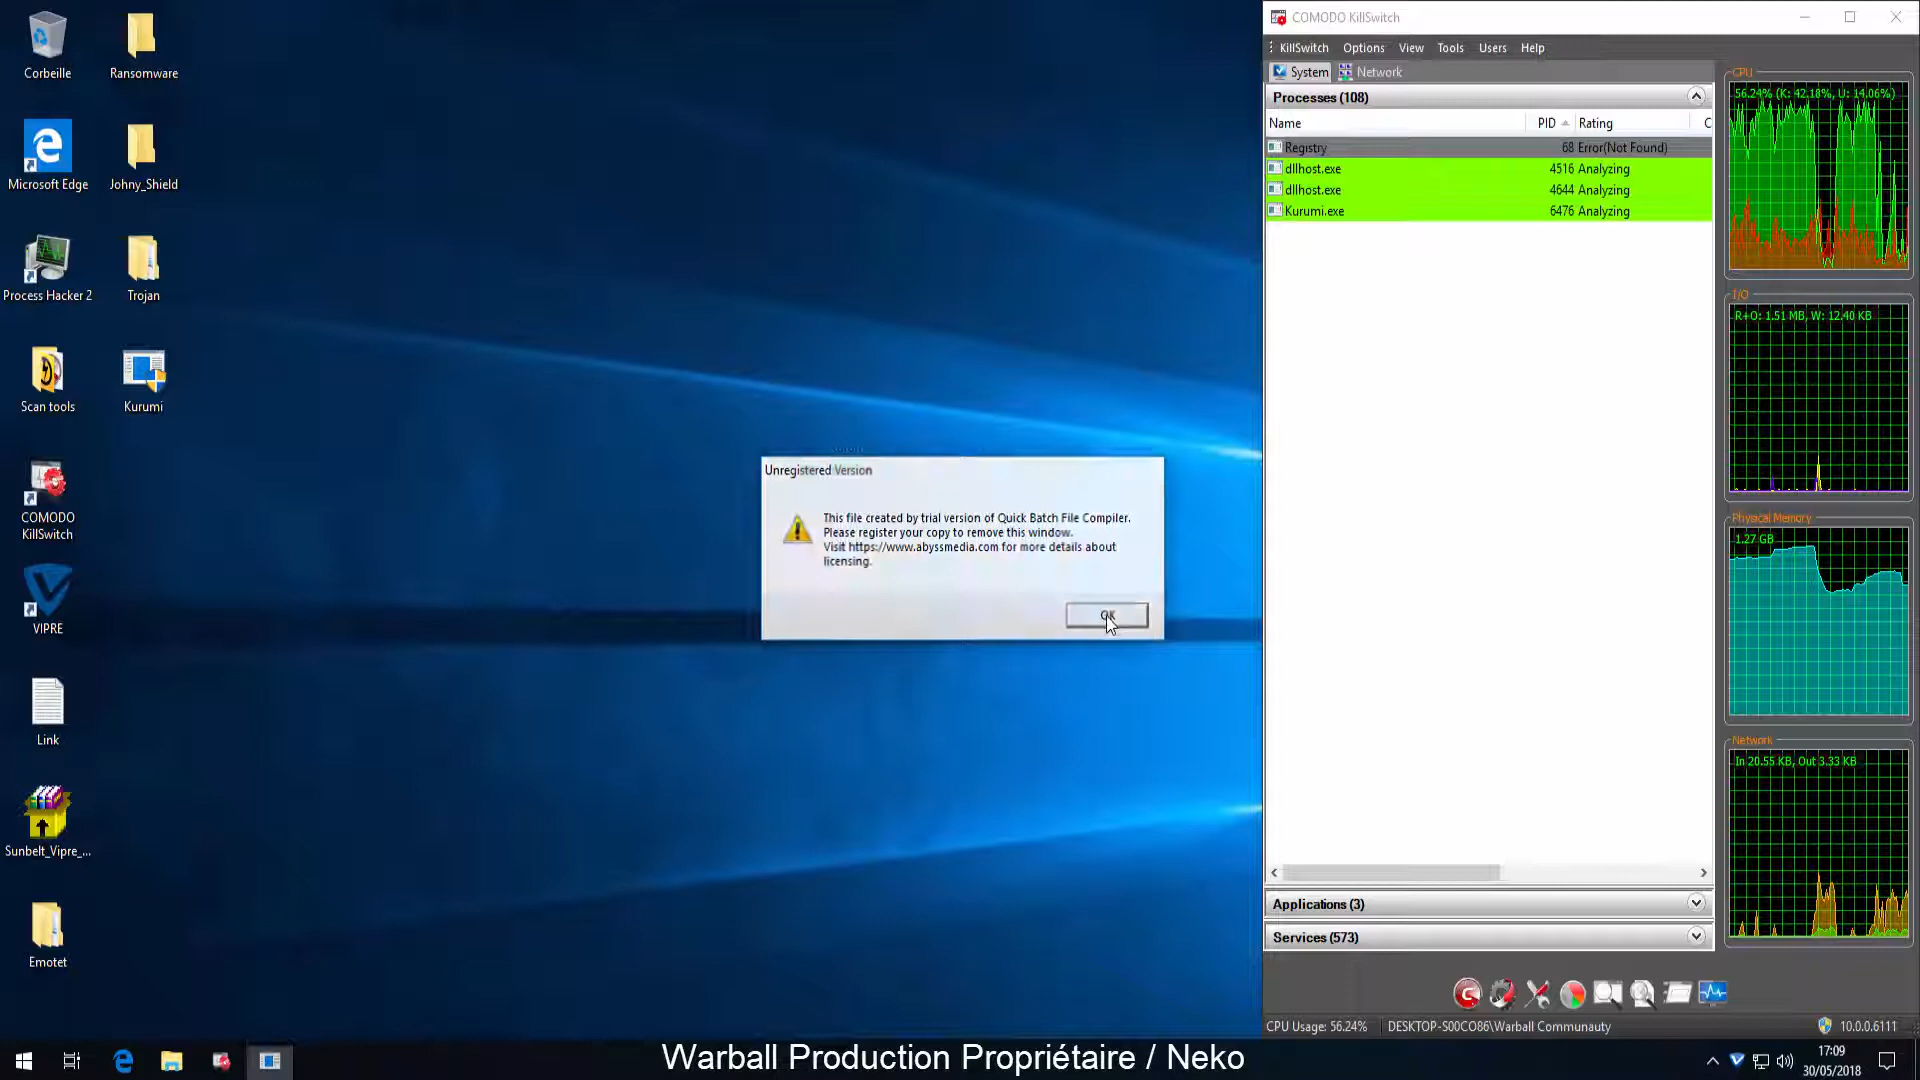 Corbeille
Ransomware
Microsoft Edge
Johny_Shield
Process Hacker 2
Trojan
Scan tools
Kurumi
COMODO
KillSwitch
VIPRE
Link
Sunbelt_Vipre_...
Emotet
Unregistered Version
This file created by trial version of Quick Batch File Compiler.
Please register your copy to remove this window.
Visit https://www.abyssmedia.com for more details about
licensing.
OK
COMODO KillSwitch
KillSwitch Options View Tools Users Help
System Network
Processes (108)
Name PID Rating C
Registry 68 Error(Not Found)
dllhost.exe 4516 Analyzing
dllhost.exe 4644 Analyzing
Kurumi.exe 6476 Analyzing
Applications (3)
Services (573)
CPU
56.24% (K: 42.18%, U: 14.06%)
I/O
R+O: 1.51 MB, W: 12.40 KB
Physical Memory
1.27 GB
Network
In 20.55 KB, Out 3.33 KB
CPU Usage: 56.24% DESKTOP-S00CO86\Warball Communauty 10.0.0.6111
Warball Production Propriétaire / Neko
17:09
30/05/2018